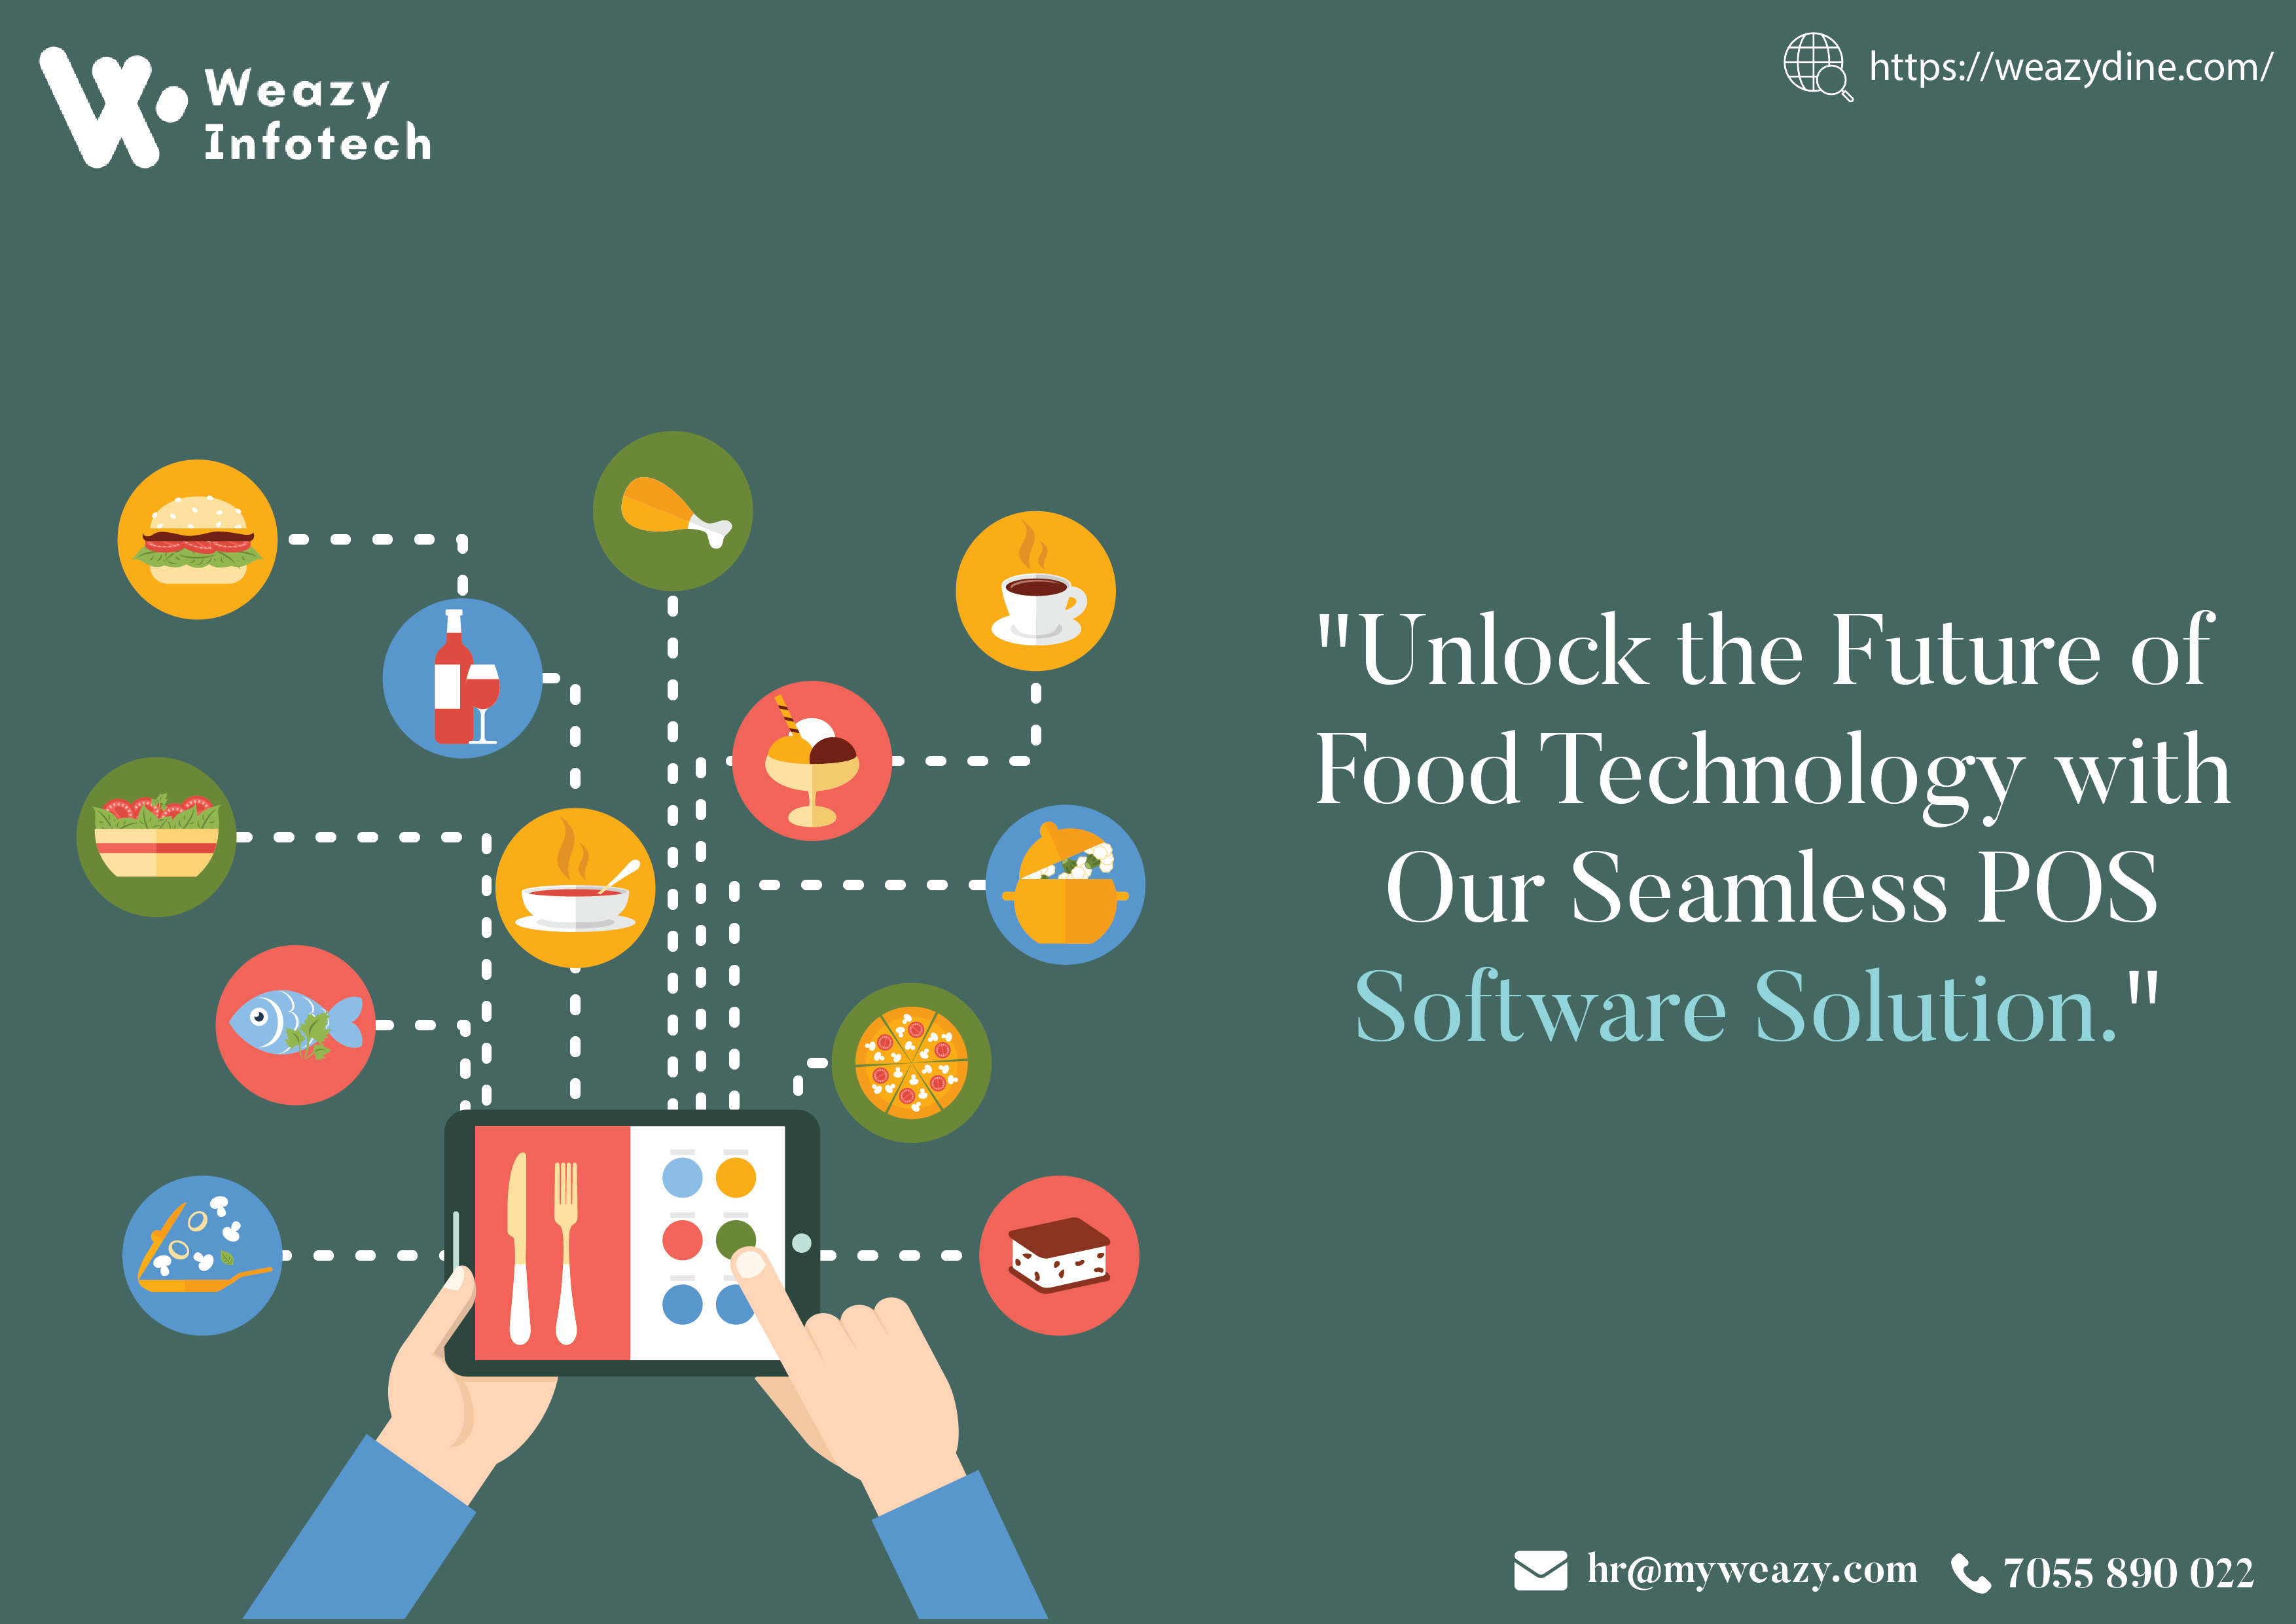 Weazy
Infotech
https://weazydine.com/
"Unlock the Future of
Food Technology with
Our Seamless POS
Software Solution."
hr@myweazy.com
7055 890 022